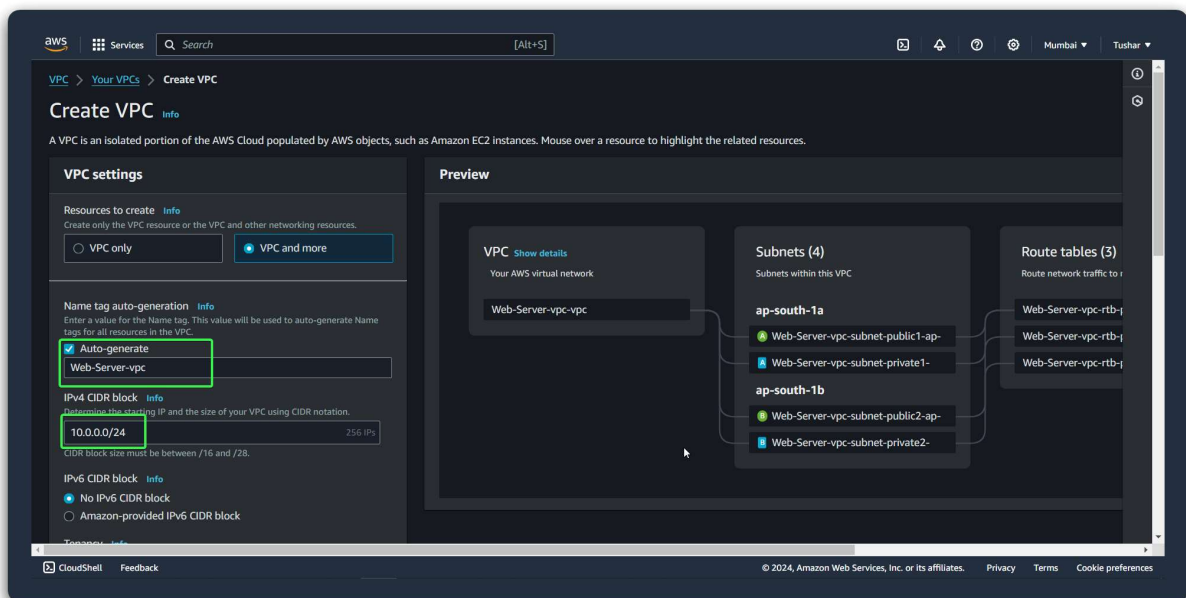 aws
Services
Search
[Alt+S]
Mumbai
Tushar
VPC > Your VPCs > Create VPC
Create VPC Info
A VPC is an isolated portion of the AWS Cloud populated by AWS objects, such as Amazon EC2 instances. Mouse over a resource to highlight the related resources.
VPC settings
Resources to create Info
Create only the VPC resource or the VPC and other networking resources.
VPC only
VPC and more
Name tag auto-generation Info
Enter a value for the Name tag. This value will be used to auto-generate Name
tags for all resources in the VPC.
Auto-generate
Web-Server-vpc
IPv4 CIDR block Info
Determine the starting IP and the size of your VPC using CIDR notation.
10.0.0.0/24
256 IPs
CIDR block size must be between /16 and /28.
IPv6 CIDR block Info
No IPv6 CIDR block
Amazon-provided IPv6 CIDR block
Tenancy Info
Preview
VPC Show details
Your AWS virtual network
Web-Server-vpc-vpc
Subnets (4)
Subnets within this VPC
ap-south-1a
A Web-Server-vpc-subnet-public1-ap-
A Web-Server-vpc-subnet-private1-
ap-south-1b
B Web-Server-vpc-subnet-public2-ap-
B Web-Server-vpc-subnet-private2-
Route tables (3)
Route network traffic to
Web-Server-vpc-rtb-p
Web-Server-vpc-rtb-p
Web-Server-vpc-rtb-p
CloudShell
Feedback
© 2024, Amazon Web Services, Inc. or its affiliates.
Privacy
Terms
Cookie preferences